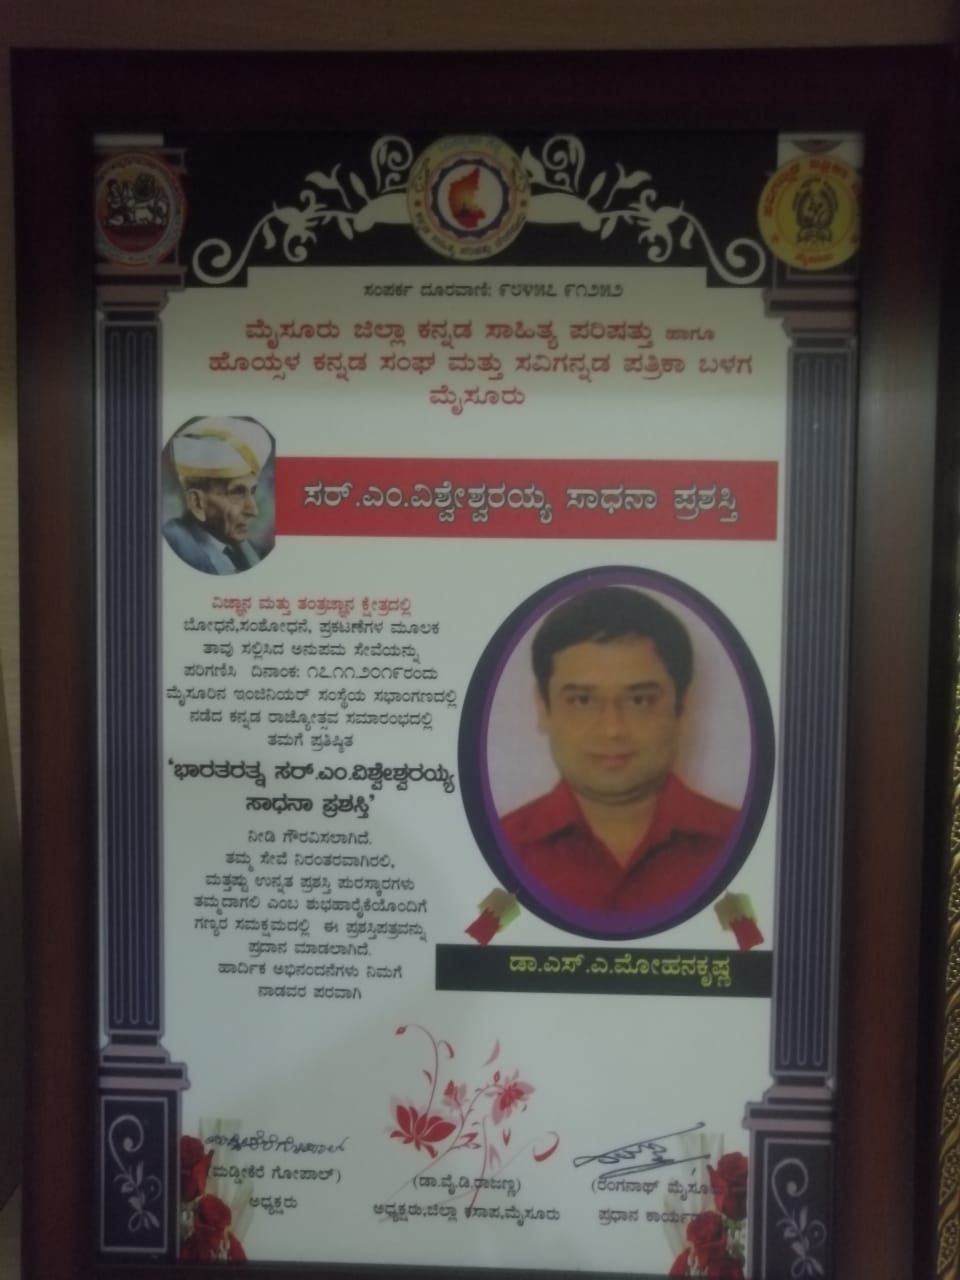 ಸಂಪರ್ಕ ದೂರವಾಣಿ: ೯೮೪೫೭ ೯೧೨೫೨
ಮೈಸೂರು ಜಿಲ್ಲಾ ಕನ್ನಡ ಸಾಹಿತ್ಯ ಪರಿಷತ್ತು ಹಾಗೂ
ಹೊಯ್ಸಳ ಕನ್ನಡ ಸಂಘ ಮತ್ತು ಸವಿಗನ್ನಡ ಪತ್ರಿಕಾ ಬಳಗ
ಮೈಸೂರು
ಸರ್.ಎಂ.ವಿಶ್ವೇಶ್ವರಯ್ಯ ಸಾಧನಾ ಪ್ರಶಸ್ತಿ
ವಿಜ್ಞಾನ ಮತ್ತು ತಂತ್ರಜ್ಞಾನ ಕ್ಷೇತ್ರದಲ್ಲಿ
ಬೋಧನೆ,ಸಂಶೋಧನೆ, ಪ್ರಕಟಣೆಗಳ ಮೂಲಕ
ತಾವು ಸಲ್ಲಿಸಿದ ಅನುಪಮ ಸೇವೆಯನ್ನು
ಪರಿಗಣಿಸಿ ದಿನಾಂಕ: ೧೭.೧೧.೨೦೧೯ರಂದು
ಮೈಸೂರಿನ ಇಂಜಿನಿಯರ್ ಸಂಸ್ಥೆಯ ಸಭಾಂಗಣದಲ್ಲಿ
ನಡೆದ ಕನ್ನಡ ರಾಜ್ಯೋತ್ಸವ ಸಮಾರಂಭದಲ್ಲಿ
ತಮಗೆ ಪ್ರತಿಷ್ಠಿತ
'ಭಾರತರತ್ನ ಸರ್.ಎಂ.ವಿಶ್ವೇಶ್ವರಯ್ಯ
ಸಾಧನಾ ಪ್ರಶಸ್ತಿ'
ನೀಡಿ ಗೌರವಿಸಲಾಗಿದೆ.
ತಮ್ಮ ಸೇವೆ ನಿರಂತರವಾಗಿರಲಿ,
ಮತ್ತಷ್ಟು ಉನ್ನತ ಪ್ರಶಸ್ತಿ ಪುರಸ್ಕಾರಗಳು
ತಮ್ಮದಾಗಲಿ ಎಂಬ ಶುಭಹಾರೈಕೆಯೊಂದಿಗೆ
ಗಣ್ಯರ ಸಮಕ್ಷಮದಲ್ಲಿ ಈ ಪ್ರಶಸ್ತಿಪತ್ರವನ್ನು
ಪ್ರದಾನ ಮಾಡಲಾಗಿದೆ.
ಹಾರ್ದಿಕ ಅಭಿನಂದನೆಗಳು ನಿಮಗೆ
ನಾಡವರ ಪರವಾಗಿ
ಡಾ.ಎಸ್.ಎ.ಮೋಹನಕೃಷ್ಣ
(ಮಡ್ಡೀಕೆರೆ ಗೋಪಾಲ್) (ಡಾ.ವೈ.ಡಿ.ರಾಜಣ್ಣ) (ರಂಗನಾಥ್
ಅಧ್ಯಕ್ಷರು ಅಧ್ಯಕ್ಷರು,ಜಿಲ್ಲಾ ಕಸಾಪ,ಮೈಸೂರು ಪ್ರಧಾನ